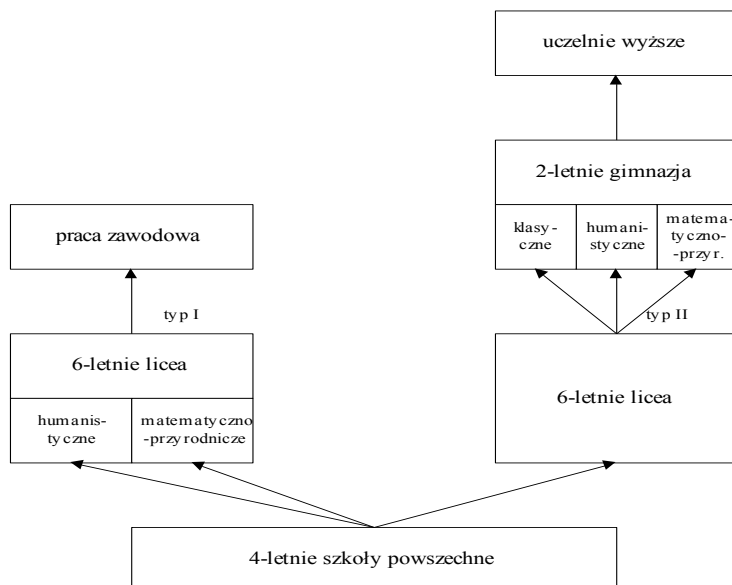 uczelnie wyższe
2-letnie gimnazja
klasy-
czne
humani-
styczne
matema-
tyczno-
-przyr.
praca zawodowa
typ I
typ II
6-letnie licea
humanis-
tyczne
matematyczno
-przyrodnicze
6-letnie licea
4-letnie szkoły powszechne